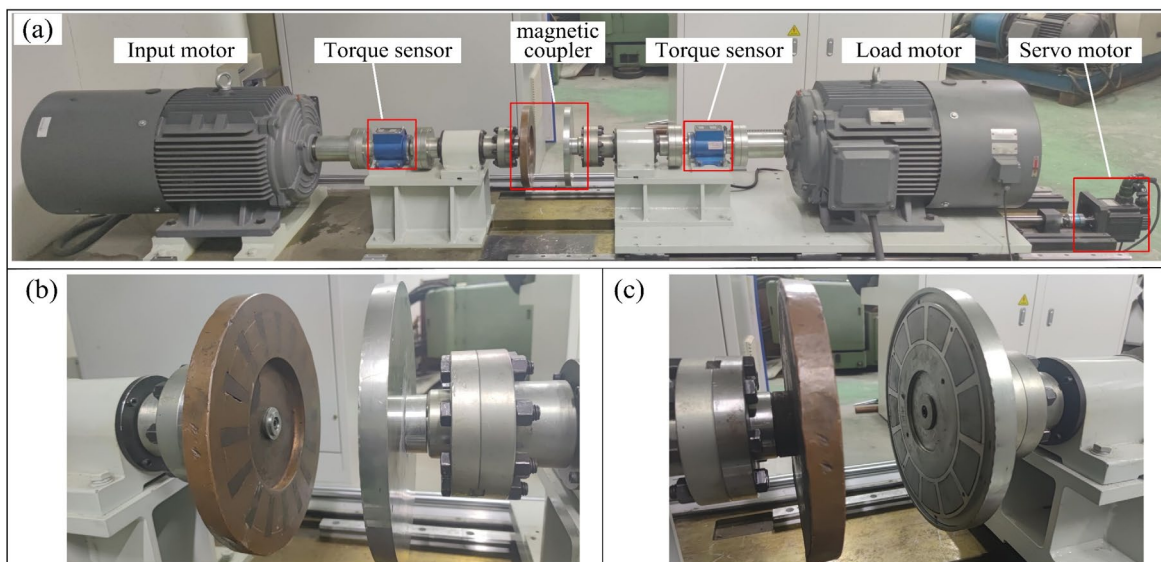 (a)
Input motor
Torque sensor
magnetic
coupler
Torque sensor
Load motor
Servo motor
(b)
(c)